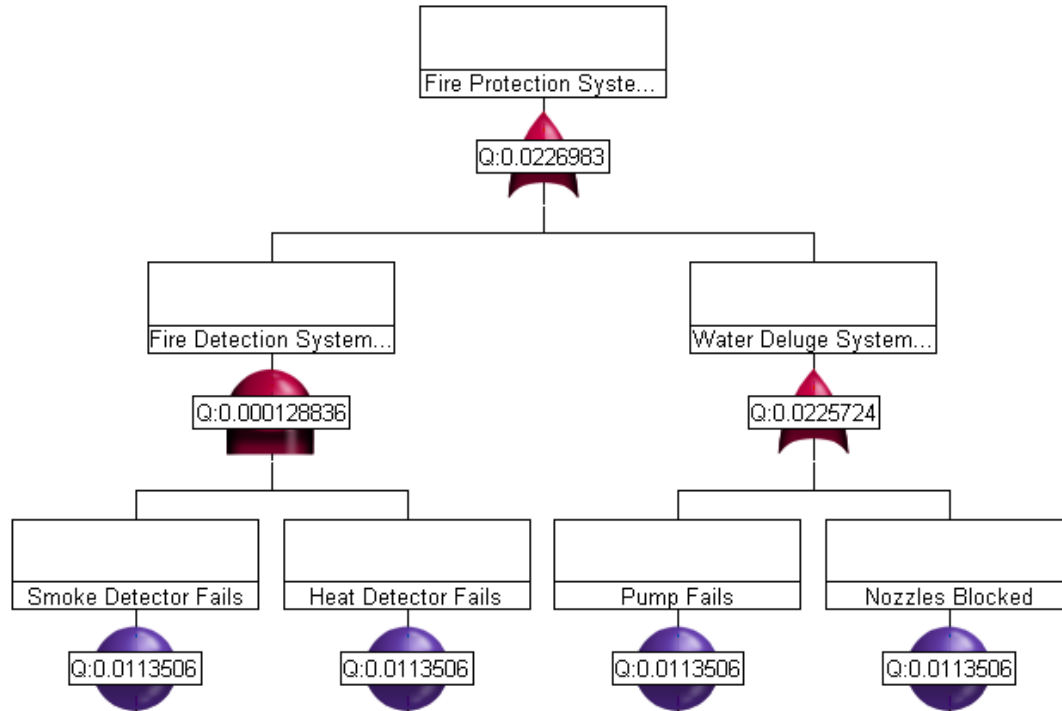 Fire Protection Syste...
Q:0.0226983
Fire Detection System...
Water Deluge System...
Q:0.000128836
Q:0.0225724
Smoke Detector Fails
Heat Detector Fails
Pump Fails
Nozzles Blocked
Q:0.0113506
Q:0.0113506
Q:0.0113506
Q:0.0113506